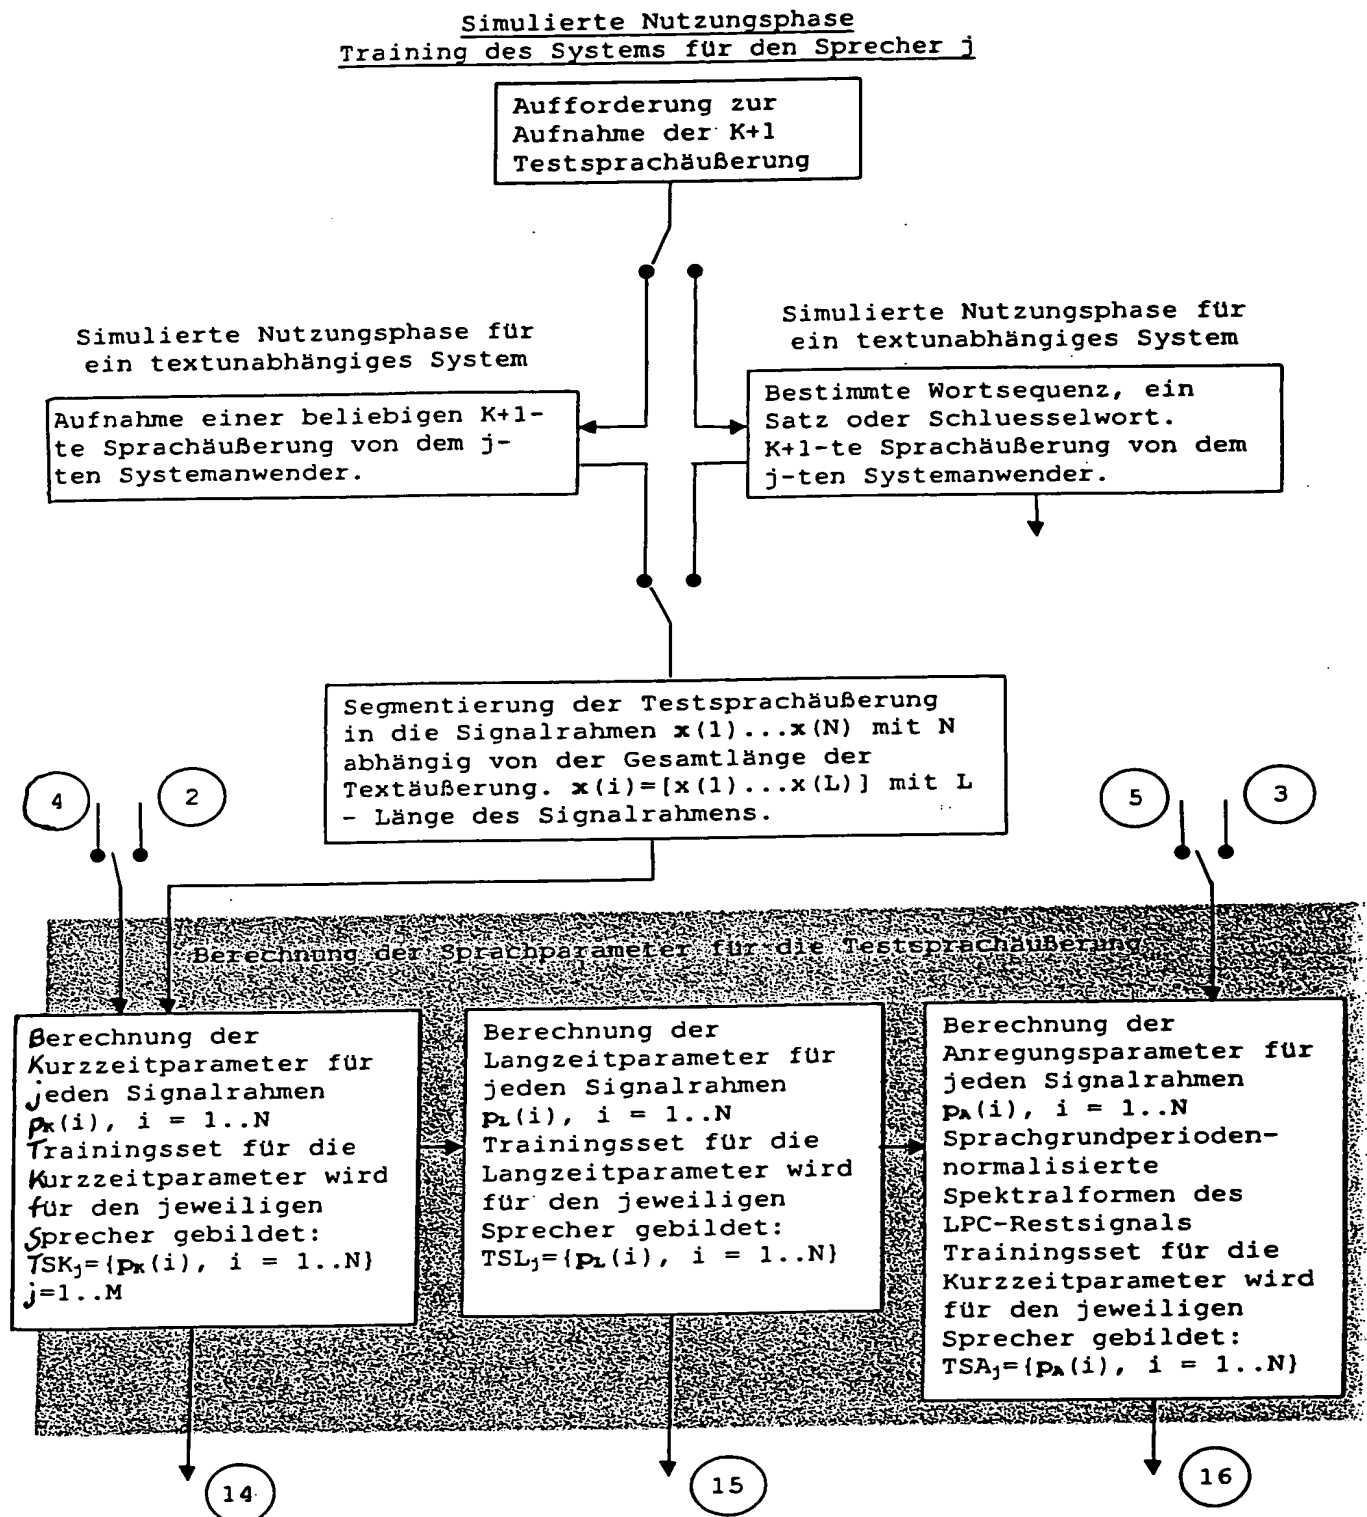 Simulierte Nutzungsphase
Training des Systems für den Sprecher j
Aufforderung zur
Aufnahme der K+1
Testsprachäußerung
Simulierte Nutzungsphase für
ein textunabhängiges System
Simulierte Nutzungsphase für
ein textunabhängiges System
Aufnahme einer beliebigen K+1-
te Sprachäußerung von dem j-
ten Systemanwender.
Bestimmte Wortsequenz, ein
Satz oder Schluesselwort.
K+1-te Sprachäußerung von dem
j-ten Systemanwender.
Segmentierung der Testsprachäußerung
in die Signalrahmen x(1)...x(N) mit N
abhängig von der Gesamtlänge der
Textäußerung. x(i)=[x(1)...x(L)] mit L
- Länge des Signalrahmens.
4
2
5
3
Berechnung der Sprachparameter für die Testsprachäußerung
Berechnung der
Kurzzeitparameter für
jeden Signalrahmen
pK(i), i = 1..N
Trainingsset für die
Kurzzeitparameter wird
für den jeweiligen
Sprecher gebildet:
TSKj={pK(i), i = 1..N}
j=1..M
Berechnung der
Langzeitparameter für
jeden Signalrahmen
pL(i), i = 1..N
Trainingsset für die
Langzeitparameter wird
für den jeweiligen
Sprecher gebildet:
TSLj={pL(i), i = 1..N}
Berechnung der
Anregungsparameter für
jeden Signalrahmen
pA(i), i = 1..N
Sprachgrundperioden-
normalisierte
Spektralformen des
LPC-Restsignals
Trainingsset für die
Kurzzeitparameter wird
für den jeweiligen
Sprecher gebildet:
TSAj={pA(i), i = 1..N}
14
15
16